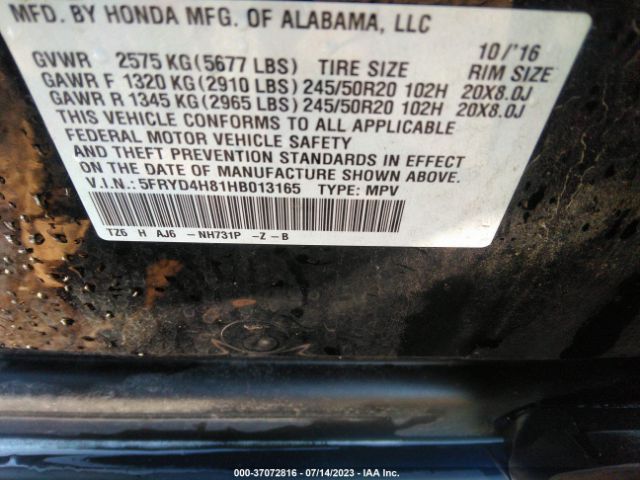 MFD. BY HONDA MFG. OF ALABAMA, LLC
10/'16
GVWR 2575 KG(5677 LBS) TIRE SIZE RIM SIZE
GAWR F 1320 KG(2910 LBS) 245/50R20 102H 20X8.0J
GAWR R 1345 KG(2965 LBS) 245/50R20 102H 20X8.0J
THIS VEHICLE CONFORMS TO ALL APPLICABLE
FEDERAL MOTOR VEHICLE SAFETY
AND THEFT PREVENTION STANDARDS IN EFFECT
ON THE DATE OF MANUFACTURE SHOWN ABOVE.
V.I.N.: 5FRYD4H81HB013165 TYPE: MPV
TZ6 H AJ6 -NH731P -Z-B
000-37072816 - 07/14/2023 - IAA Inc.